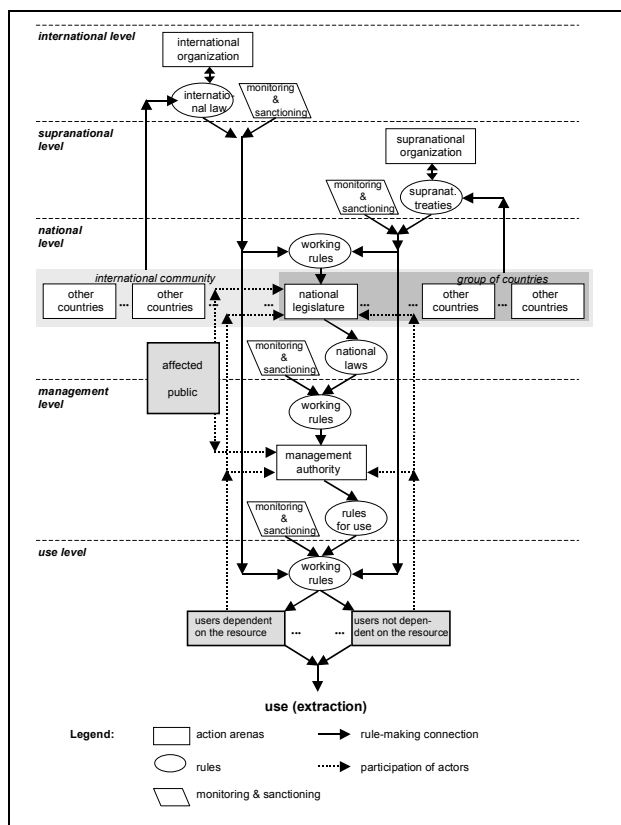 international level
international
organization
internatio-
nal law
monitoring
&
sanctioning
supranational
level
supranational
organization
monitoring
&
sanctioning
supranat.
treaties
national
level
working
rules
international community
group of countries
other
countries
...
other
countries
...
national
legislature
...
...
other
countries
...
other
countries
affected
public
monitoring
&
sanctioning
national
laws
management
level
working
rules
management
authority
monitoring
&
sanctioning
rules
for use
use level
working
rules
users dependent
on the resource
...
...
users not depen-
dent on the resource
use (extraction)
Legend:
action arenas
rule-making connection
rules
participation of actors
monitoring & sanctioning